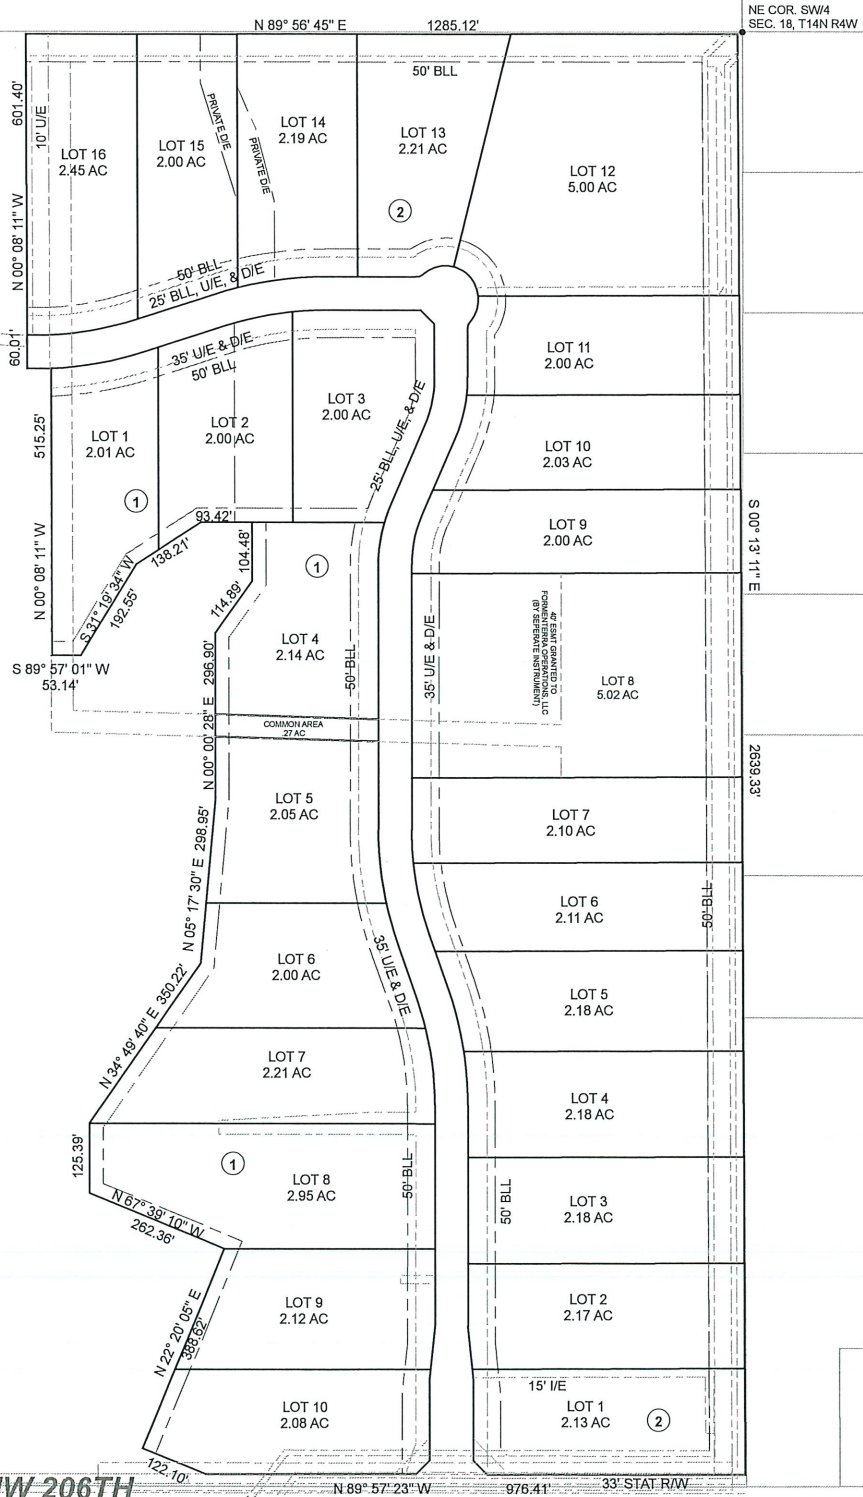 NE COR. SW/4
SEC. 18, T14N R4W
N 89° 56' 45" E 1285.12'
50' BLL
601.40'
10' U/E
N 00° 08' 11" W
LOT 16
2.45 AC
LOT 15
2.00 AC
PRIVATE D/E
PRIVATE D/E
LOT 14
2.19 AC
LOT 13
2.21 AC
2
LOT 12
5.00 AC
50' BLL
25' BLL, U/E, & D/E
60.01'
35' U/E & D/E
50' BLL
LOT 11
2.00 AC
LOT 1
2.01 AC
LOT 2
2.00 AC
LOT 3
2.00 AC
25' BLL, U/E, & D/E
LOT 10
2.03 AC
515.25'
N 00° 08' 11" W
1
93.42'
138.21'
S 31° 19' 34" W
192.55'
S 89° 57' 01" W
53.14'
104.48'
114.89'
1
LOT 9
2.00 AC
S 00° 13' 11" E
2639.33'
LOT 4
2.14 AC
50' BLL
35' U/E & D/E
40' ESMT GRANTED TO
FORMENTERRA OPERATIONS, LLC
(BY SEPERATE INSTRUMENT)
LOT 8
5.02 AC
N 00° 00' 28" E 296.90'
COMMON AREA
.27 AC
LOT 5
2.05 AC
LOT 7
2.10 AC
N 05° 17' 30" E 298.95'
LOT 6
2.11 AC
50' BLL
LOT 6
2.00 AC
35' U/E & D/E
LOT 5
2.18 AC
N 34° 49' 40" E 350.22'
LOT 7
2.21 AC
LOT 4
2.18 AC
125.39'
1
LOT 8
2.95 AC
50' BLL
50' BLL
LOT 3
2.18 AC
N 67° 39' 10" W
262.36'
LOT 9
2.12 AC
LOT 2
2.17 AC
N 22° 20' 05" E
388.62'
LOT 10
2.08 AC
15' I/E
LOT 1
2.13 AC
2
122.10'
NW 206TH
N 89° 57' 23" W 976.41'
33' STAT R/W